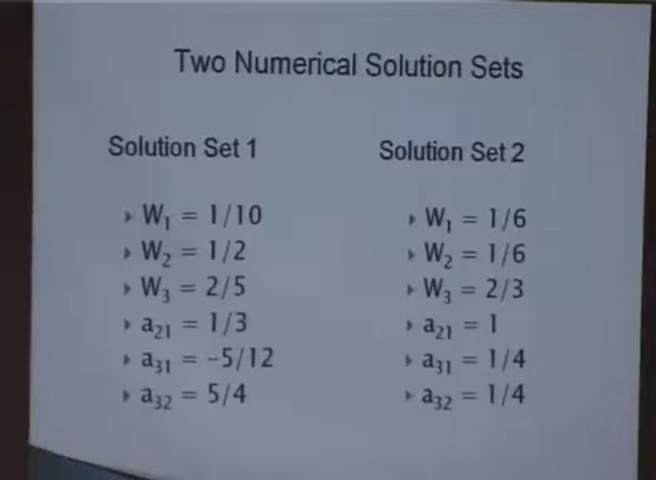 Two Numerical Solution Sets
Solution Set 1
W₁ = 1/10
W₂ = 1/2
W₃ = 2/5
a₂₁ = 1/3
a₃₁ = -5/12
a₃₂ = 5/4
Solution Set 2
W₁ = 1/6
W₂ = 1/6
W₃ = 2/3
a₂₁ = 1
a₃₁ = 1/4
a₃₂ = 1/4